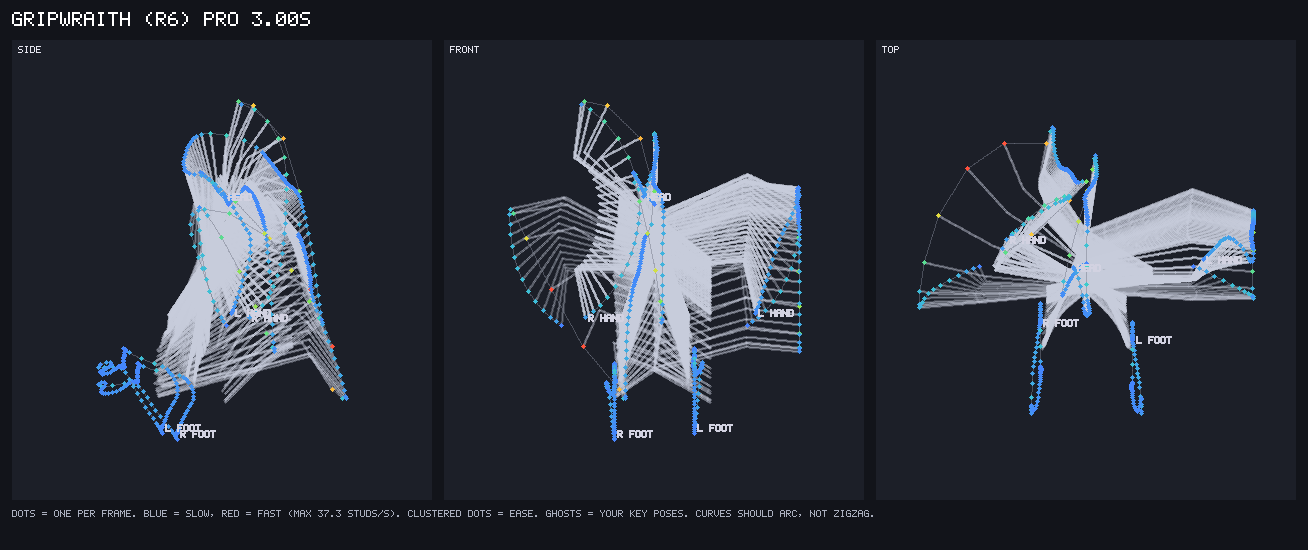 GRIPWRAITH (R6) PRO 3.00S
SIDE
FRONT
TOP
L FOOT
R FOOT
R FOOT
L FOOT
L HAND
R FOOT
L FOOT
DOTS = ONE PER FRAME. BLUE = SLOW, RED = FAST (MAX 37.3 STUDS/S). CLUSTERED DOTS = EASE. GHOSTS = YOUR KEY POSES. CURVES SHOULD ARC, NOT ZIGZAG.